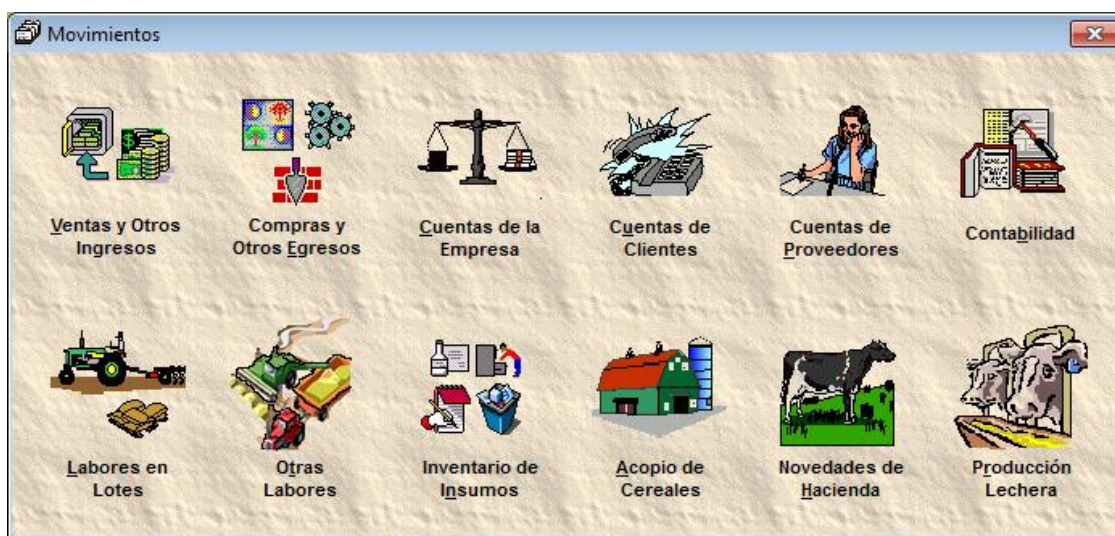 Movimientos
Ventas y Otros
Ingresos
Compras y
Otros Egresos
Cuentas de la
Empresa
Cuentas de
Clientes
Cuentas de
Proveedores
Contabilidad
Labores en
Lotes
Otras
Labores
Inventario de
Insumos
Acopio de
Cereales
Novedades de
Hacienda
Producción
Lechera